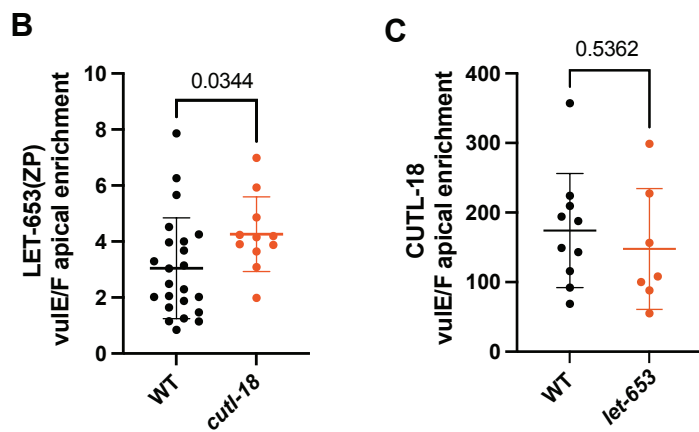 B
0.0344
10
8
6
4
2
0
LET-653(ZP)
vulE/F apical enrichment
WT
cutl-18
C
0.5362
400
300
200
100
0
CUTL-18
vulE/F apical enrichment
WT
let-653